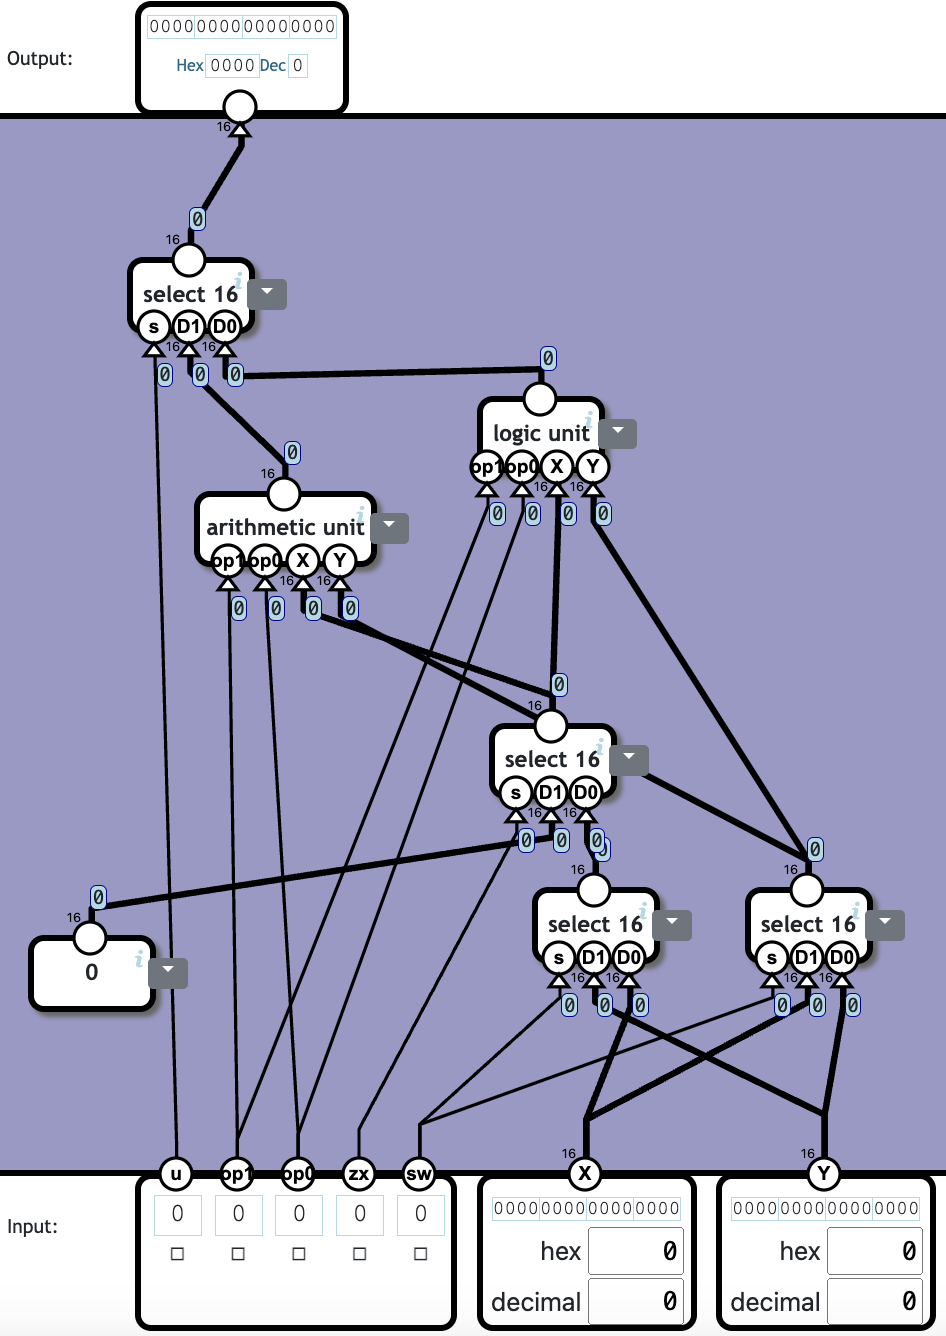 0000000000000000
Output:
Hex 0000 Dec 0
16
0
16
i
select 16
s D1 D0
16 16
0 0 0
0
i
logic unit
op1 op0 X Y
16 16
0 0 0 0
0
16
i
arithmetic unit
op1 op0 X Y
16 16
0 0 0 0
0
16
i
select 16
s D1 D0
16 16
0 0 0
0 0
16 16
i i
select 16 select 16
s D1 D0 s D1 D0
16 16 16 16
0 0 0 0 0 0
0
16
i
0
16 16
u op1 op0 zx sw X Y
0 0 0 0 0 0000000000000000 0000000000000000
Input:
hex 0 hex 0
decimal 0 decimal 0